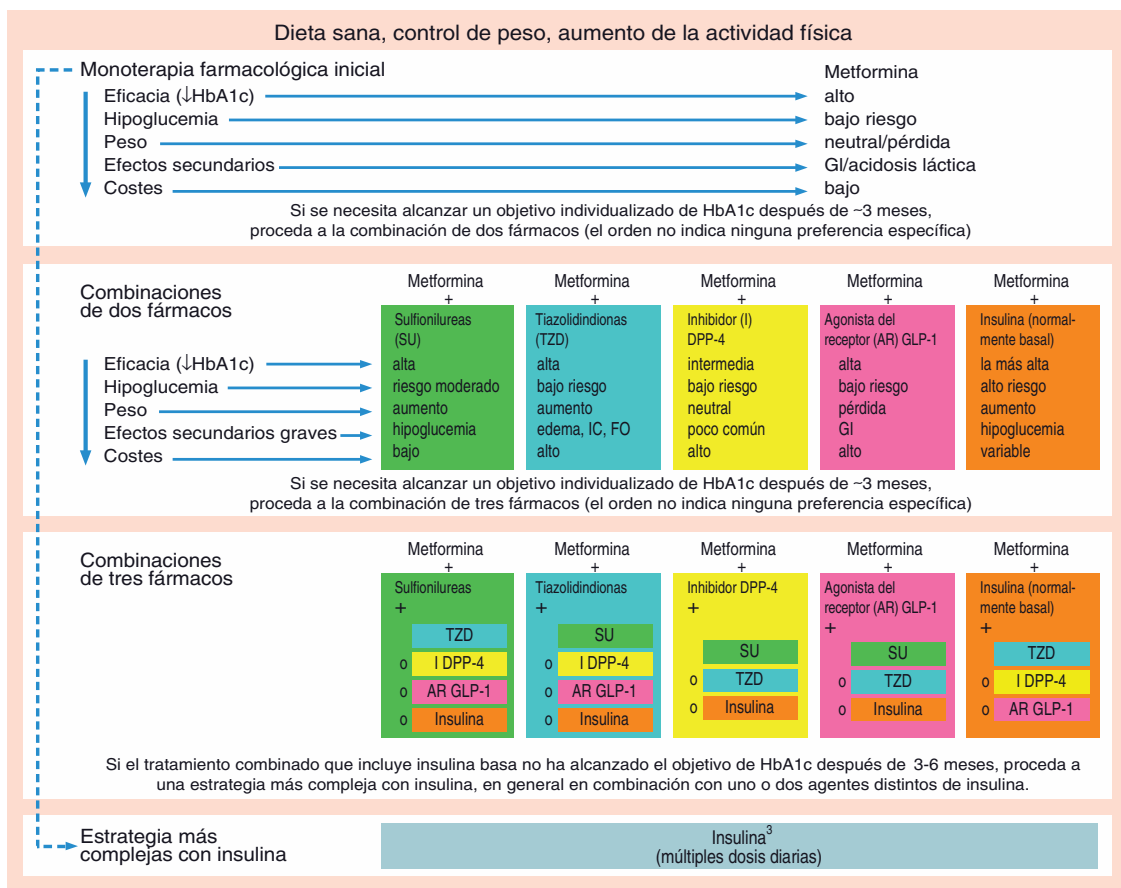 Dieta sana, control de peso, aumento de la actividad física
Monoterapia farmacológica inicial
Metformina
Eficacia (↓HbA1c) alto
Hipoglucemia bajo riesgo
Peso neutral/pérdida
Efectos secundarios GI/acidosis láctica
Costes bajo
Si se necesita alcanzar un objetivo individualizado de HbA1c después de ~3 meses,
proceda a la combinación de dos fármacos (el orden no indica ninguna preferencia específica)
Combinaciones
de dos fármacos
Metformina Metformina Metformina Metformina Metformina
+ + + + +
Sulfionilureas Tiazolidindionas Inhibidor (I) Agonista del Insulina (normal-
(SU) (TZD) DPP-4 receptor (AR) GLP-1 mente basal)
Eficacia (↓HbA1c) alta alta intermedia alta la más alta
Hipoglucemia riesgo moderado bajo riesgo bajo riesgo bajo riesgo alto riesgo
Peso aumento aumento neutral pérdida aumento
Efectos secundarios graves hipoglucemia edema, IC, FO poco común GI hipoglucemia
Costes bajo alto alto alto variable
Si se necesita alcanzar un objetivo individualizado de HbA1c después de ~3 meses,
proceda a la combinación de tres fármacos (el orden no indica ninguna preferencia específica)
Combinaciones
de tres fármacos
Metformina Metformina Metformina Metformina Metformina
+ + + + +
Sulfionilureas Tiazolidindionas Inhibidor DPP-4 Agonista del Insulina (normal-
receptor (AR) GLP-1 mente basal)
+ + + + +
TZD SU SU SU TZD
o I DPP-4 o I DPP-4 o TZD o TZD o I DPP-4
o AR GLP-1 o AR GLP-1 o Insulina o Insulina o AR GLP-1
o Insulina o Insulina
Si el tratamiento combinado que incluye insulina basa no ha alcanzado el objetivo de HbA1c después de 3-6 meses, proceda a
una estrategia más compleja con insulina, en general en combinación con uno o dos agentes distintos de insulina.
Estrategia más
complejas con insulina
Insulina³
(múltiples dosis diarias)